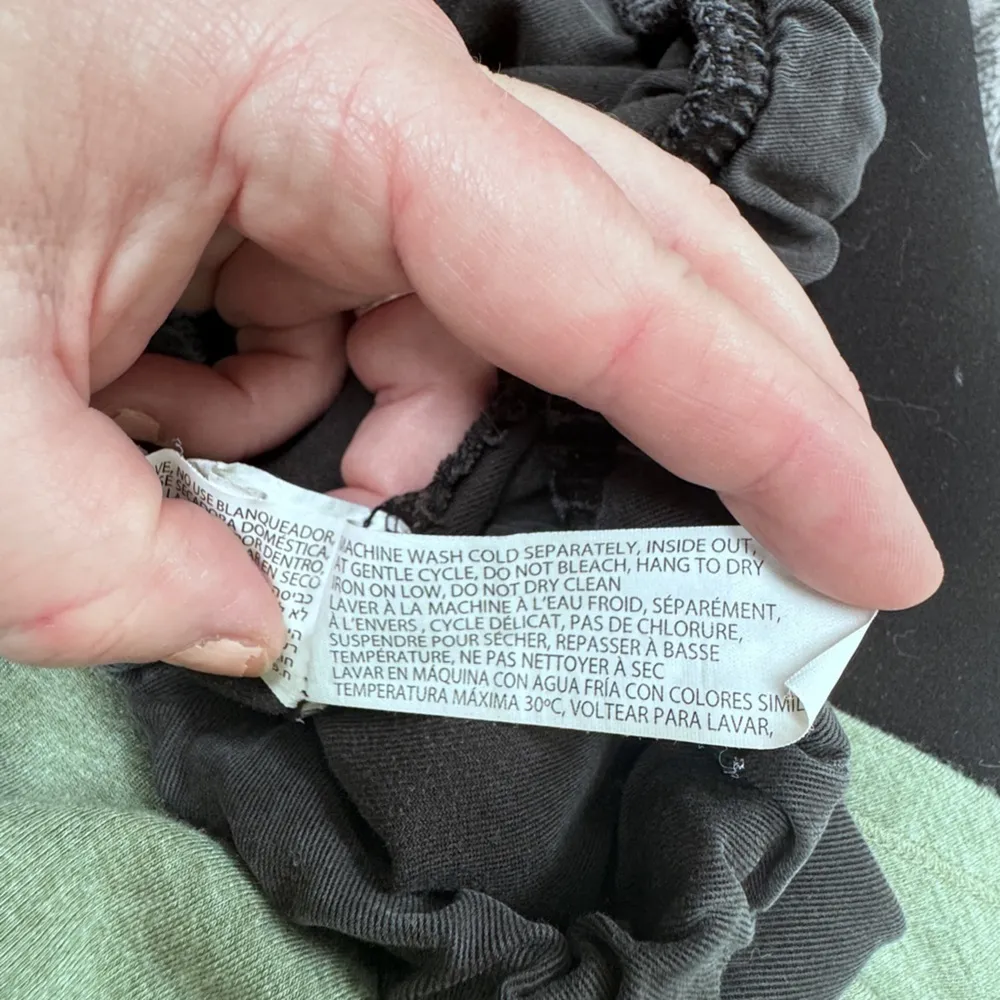 VE, NO USE BLANQUEADOR
DOMÉSTICA.
DENTRO
SECO
לא
MACHINE WASH COLD SEPARATELY, INSIDE OUT,
AT GENTLE CYCLE, DO NOT BLEACH, HANG TO DRY
IRON ON LOW, DO NOT DRY CLEAN
LAVER À LA MACHINE À L'EAU FROID, SÉPARÉMENT,
À L'ENVERS, CYCLE DÉLICAT, PAS DE CHLORURE,
SUSPENDRE POUR SÉCHER, REPASSER À BASSE
TEMPÉRATURE, NE PAS NETTOYER À SEC
LAVAR EN MÁQUINA CON AGUA FRÍA CON COLORES SIMIL
TEMPERATURA MÁXIMA 30ºC, VOLTEAR PARA LAVAR,